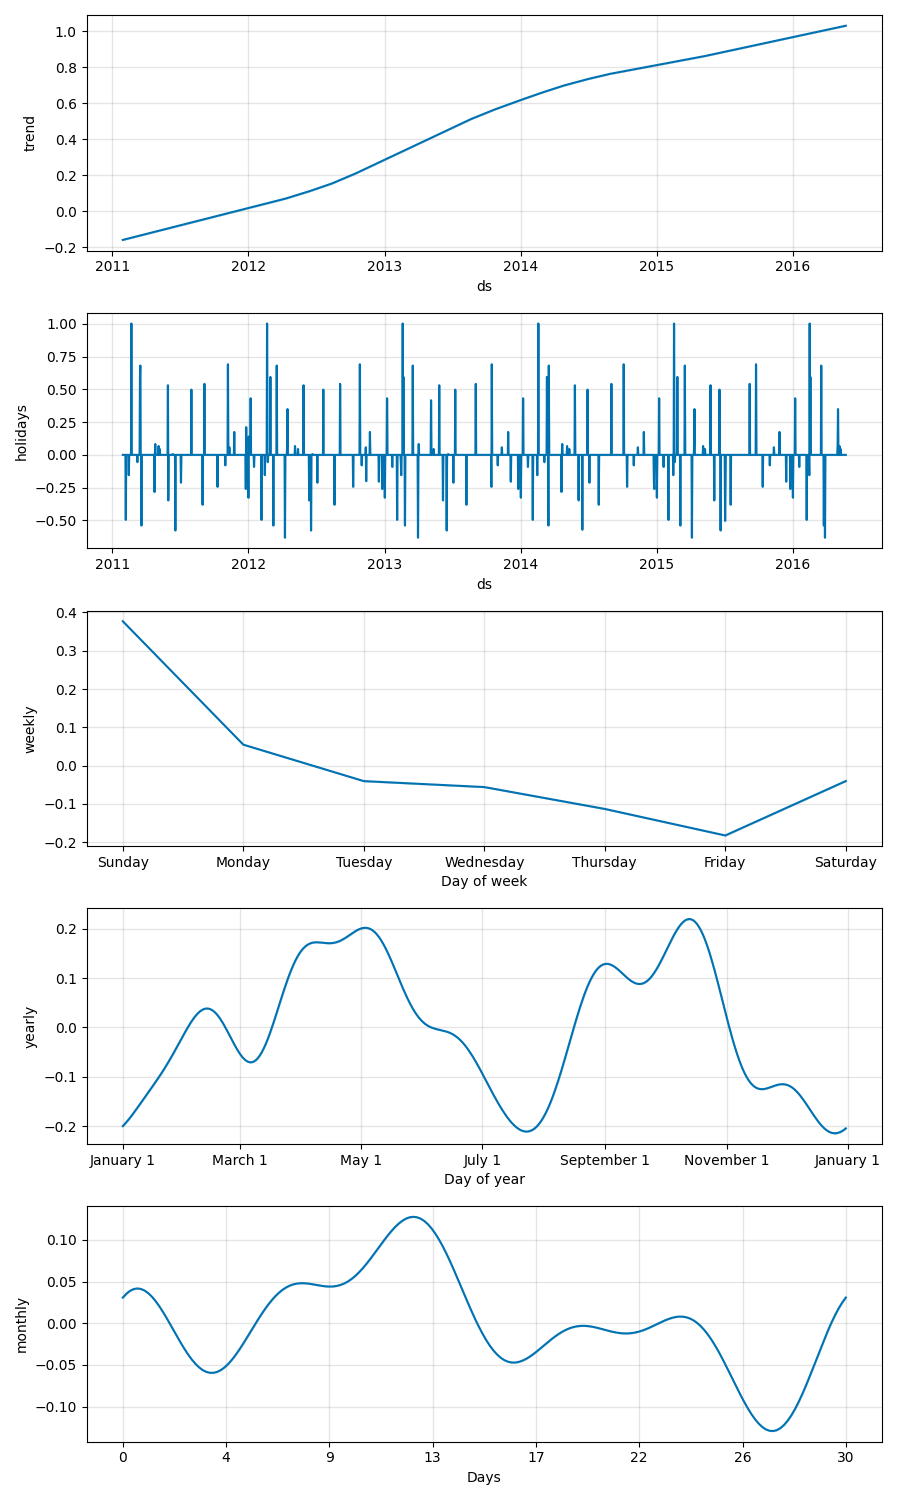 1.0
0.8
0.6
0.4
0.2
0.0
−0.2
trend
2011 2012 2013 2014 2015 2016
ds
1.00
0.75
0.50
0.25
0.00
−0.25
−0.50
holidays
2011 2012 2013 2014 2015 2016
ds
0.4
0.3
0.2
0.1
0.0
−0.1
−0.2
weekly
Sunday Monday Tuesday Wednesday Thursday Friday Saturday
Day of week
0.2
0.1
0.0
−0.1
−0.2
yearly
January 1 March 1 May 1 July 1 September 1 November 1 January 1
Day of year
0.10
0.05
0.00
−0.05
−0.10
monthly
0 4 9 13 17 22 26 30
Days